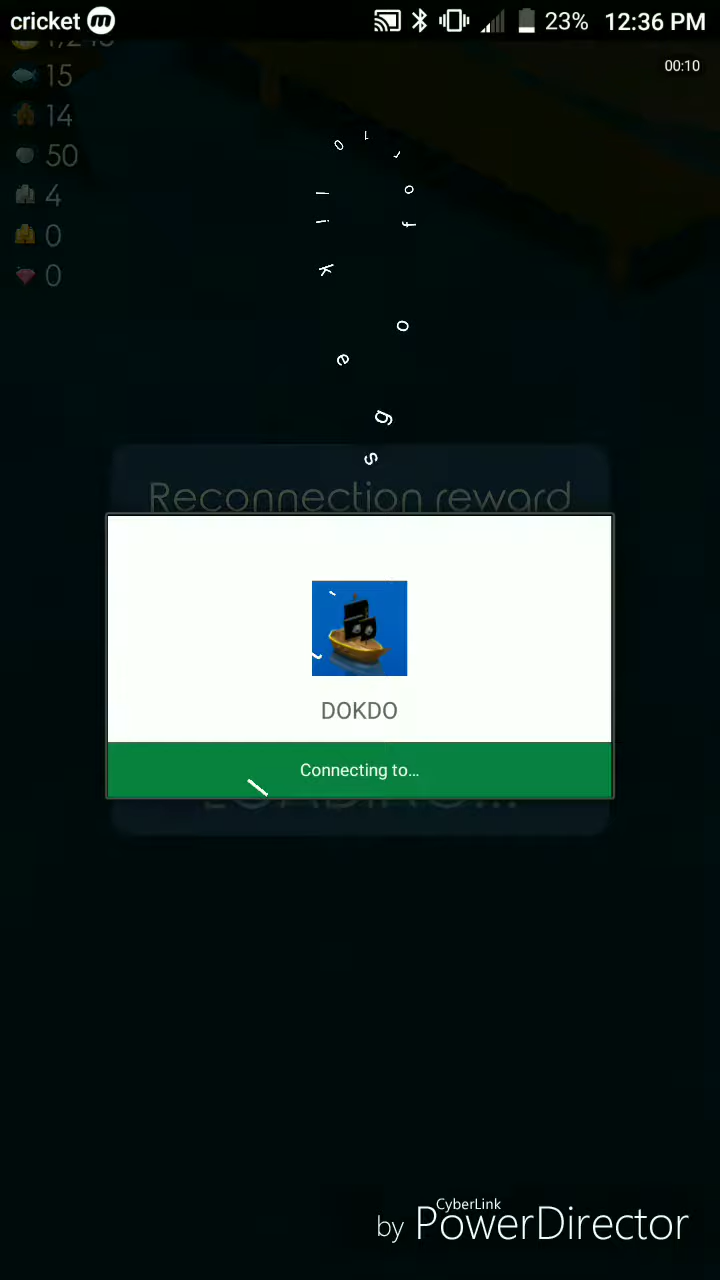 cricket m 23% 12:36 PM
00:10
15
14
50
4
0
0
Reconnection reward
DOKDO
Connecting to...
LOADING...
by CyberLink PowerDirector